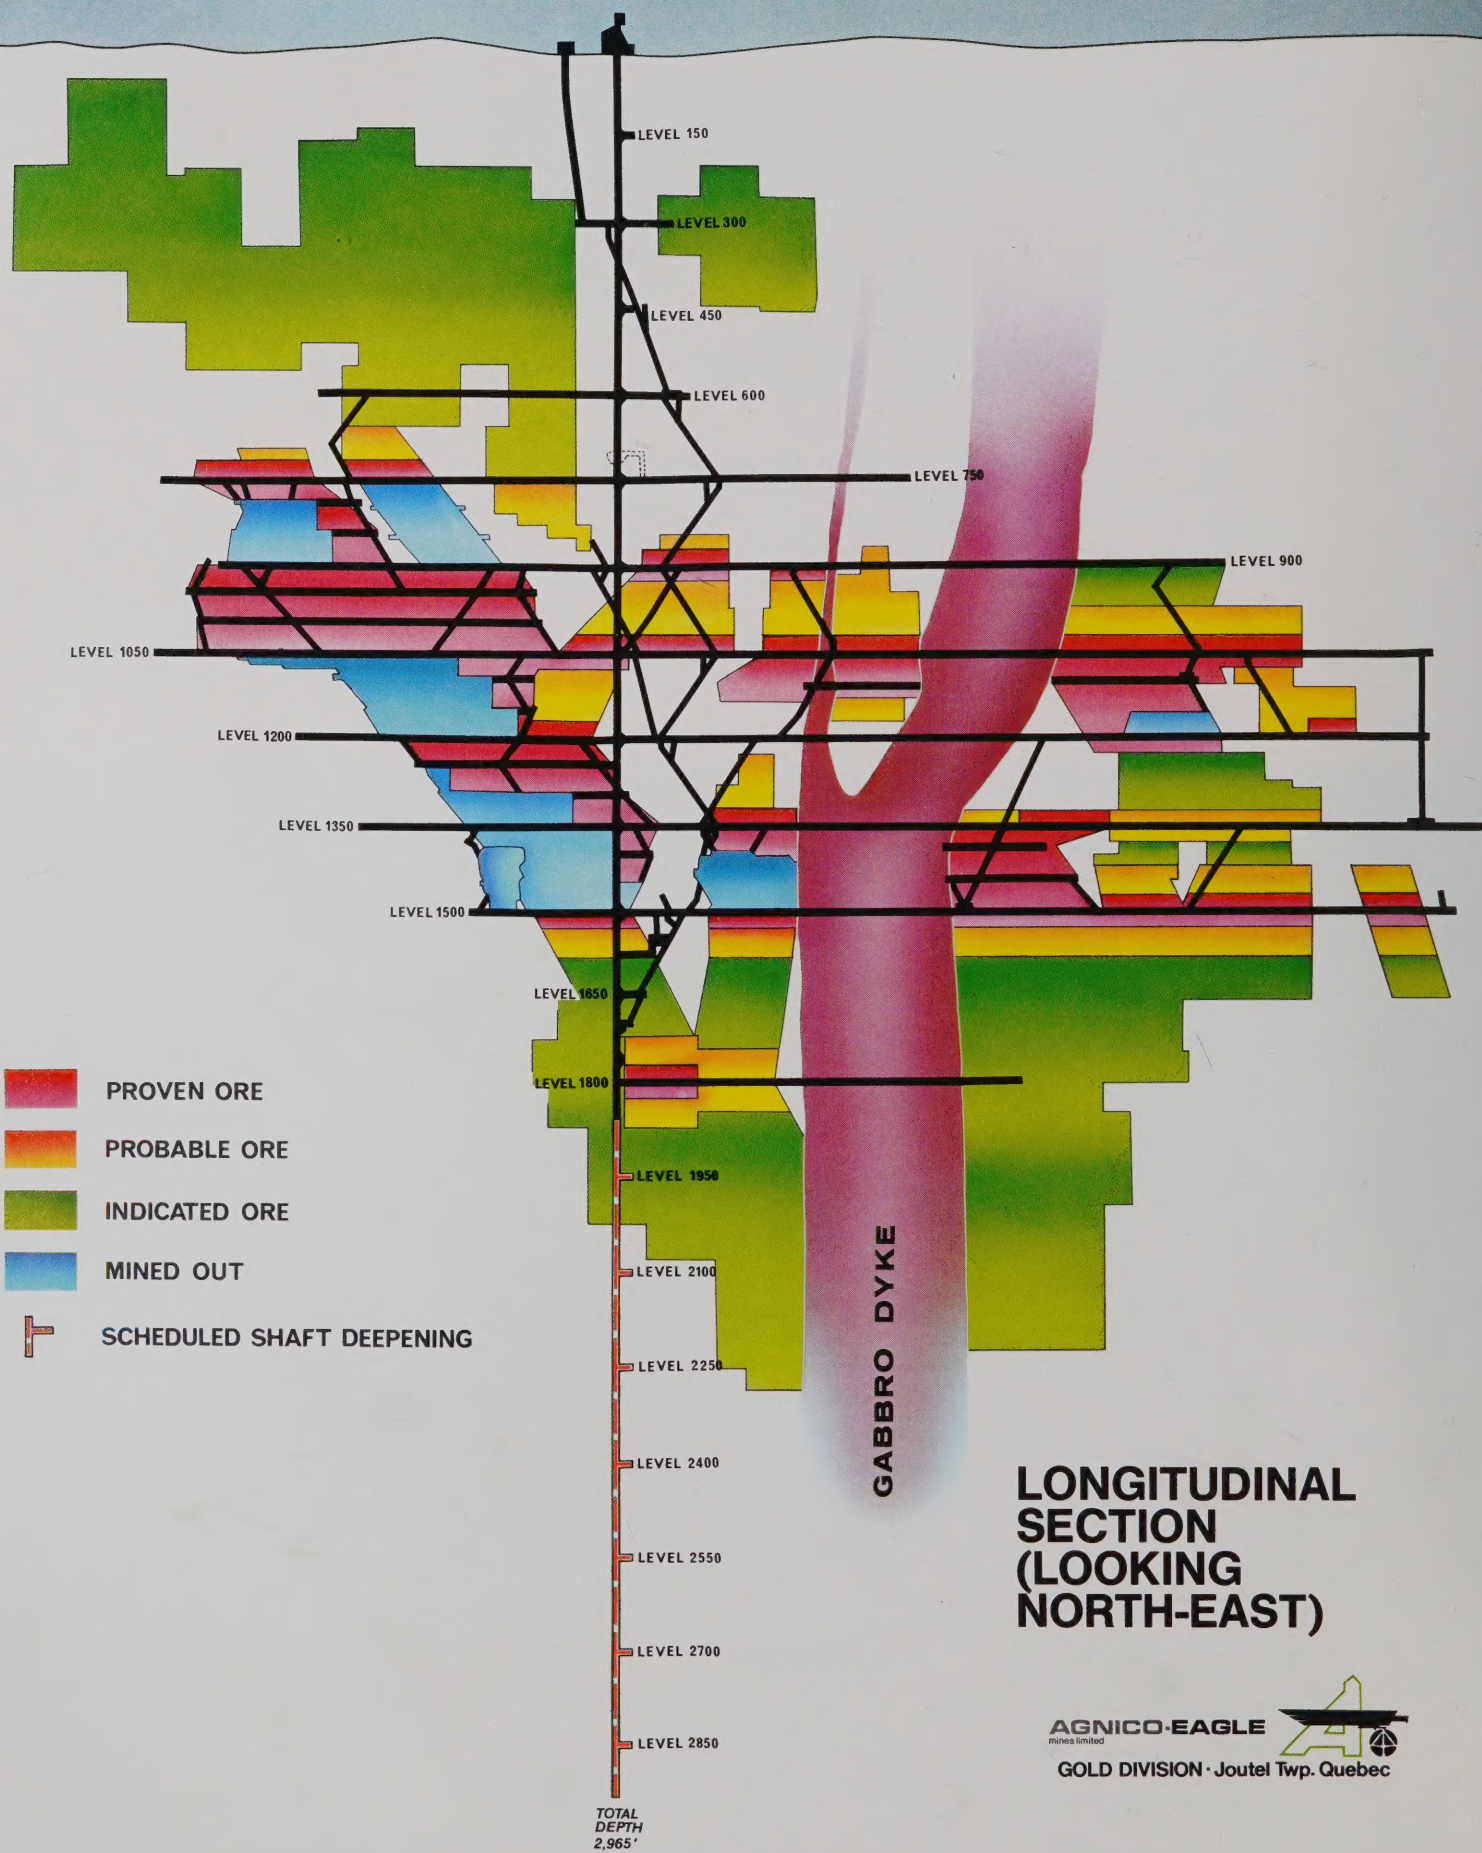 LEVEL 150
LEVEL 300
LEVEL 450
LEVEL 600
LEVEL 750
LEVEL 900
LEVEL 1050
LEVEL 1200
LEVEL 1350
LEVEL 1500
LEVEL 1650
LEVEL 1800
LEVEL 1950
LEVEL 2100
LEVEL 2250
LEVEL 2400
LEVEL 2550
LEVEL 2700
LEVEL 2850
TOTAL
DEPTH
2,965'
PROVEN ORE
PROBABLE ORE
INDICATED ORE
MINED OUT
SCHEDULED SHAFT DEEPENING
GABBRO DYKE
LONGITUDINAL
SECTION
(LOOKING
NORTH-EAST)
AGNICO-EAGLE
mines limited
GOLD DIVISION · Joutel Twp. Quebec